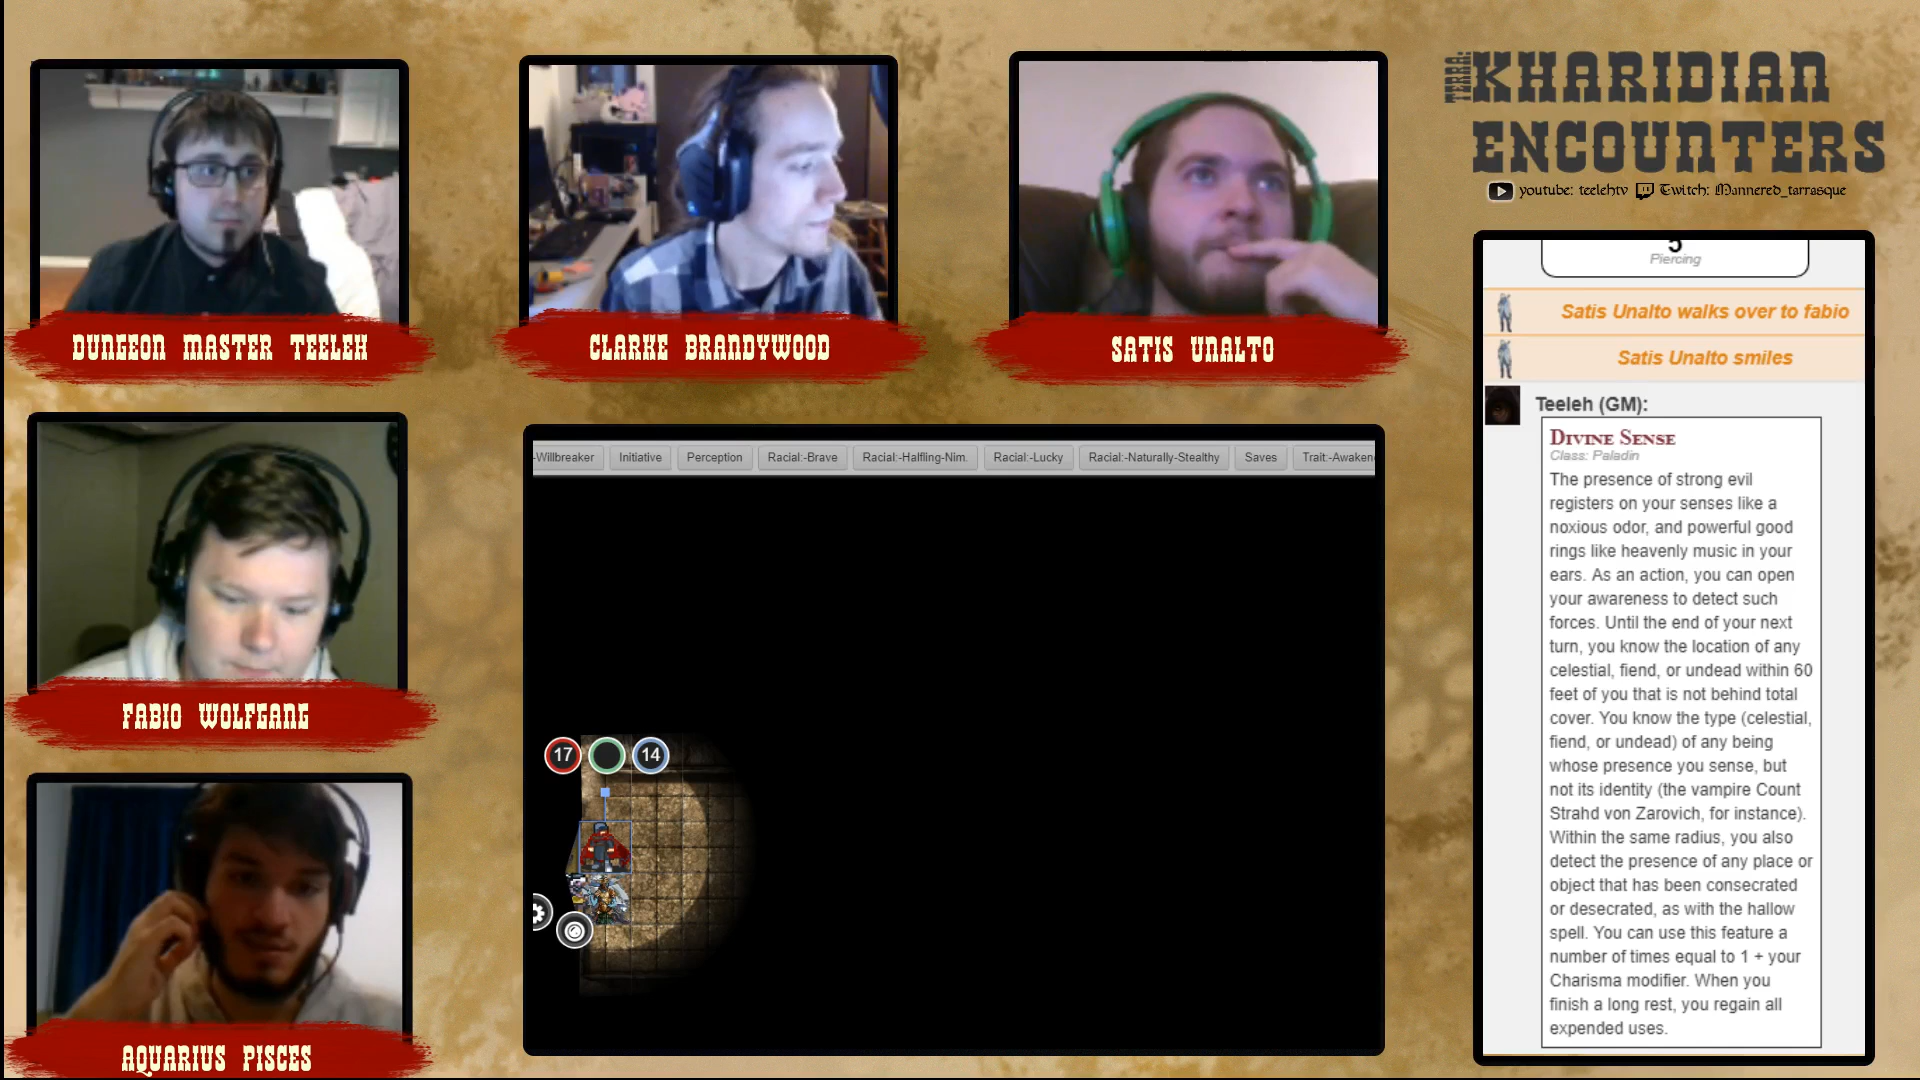 TERRA TERRE:
KHARIDIAN
ENCOUNTERS
youtube: teelehtv Twitch: Mannered_tarrasque
DUNGEON MASTER TEELEH
CLARKE BRANDYWOOD
SATIS UNALTO
FABIO WOLFGANG
AQUARIUS PISCES
-Willbreaker Initiative Perception Racial:-Brave Racial:-Halfling-Nim. Racial:-Lucky Racial:-Naturally-Stealthy Saves Trait:-Awaken
17 14
5
Piercing
Satis Unalto walks over to fabio
Satis Unalto smiles
Teeleh (GM):
DIVINE SENSE
Class: Paladin
The presence of strong evil
registers on your senses like a
noxious odor, and powerful good
rings like heavenly music in your
ears. As an action, you can open
your awareness to detect such
forces. Until the end of your next
turn, you know the location of any
celestial, fiend, or undead within 60
feet of you that is not behind total
cover. You know the type (celestial,
fiend, or undead) of any being
whose presence you sense, but
not its identity (the vampire Count
Strahd von Zarovich, for instance).
Within the same radius, you also
detect the presence of any place or
object that has been consecrated
or desecrated, as with the hallow
spell. You can use this feature a
number of times equal to 1 + your
Charisma modifier. When you
finish a long rest, you regain all
expended uses.